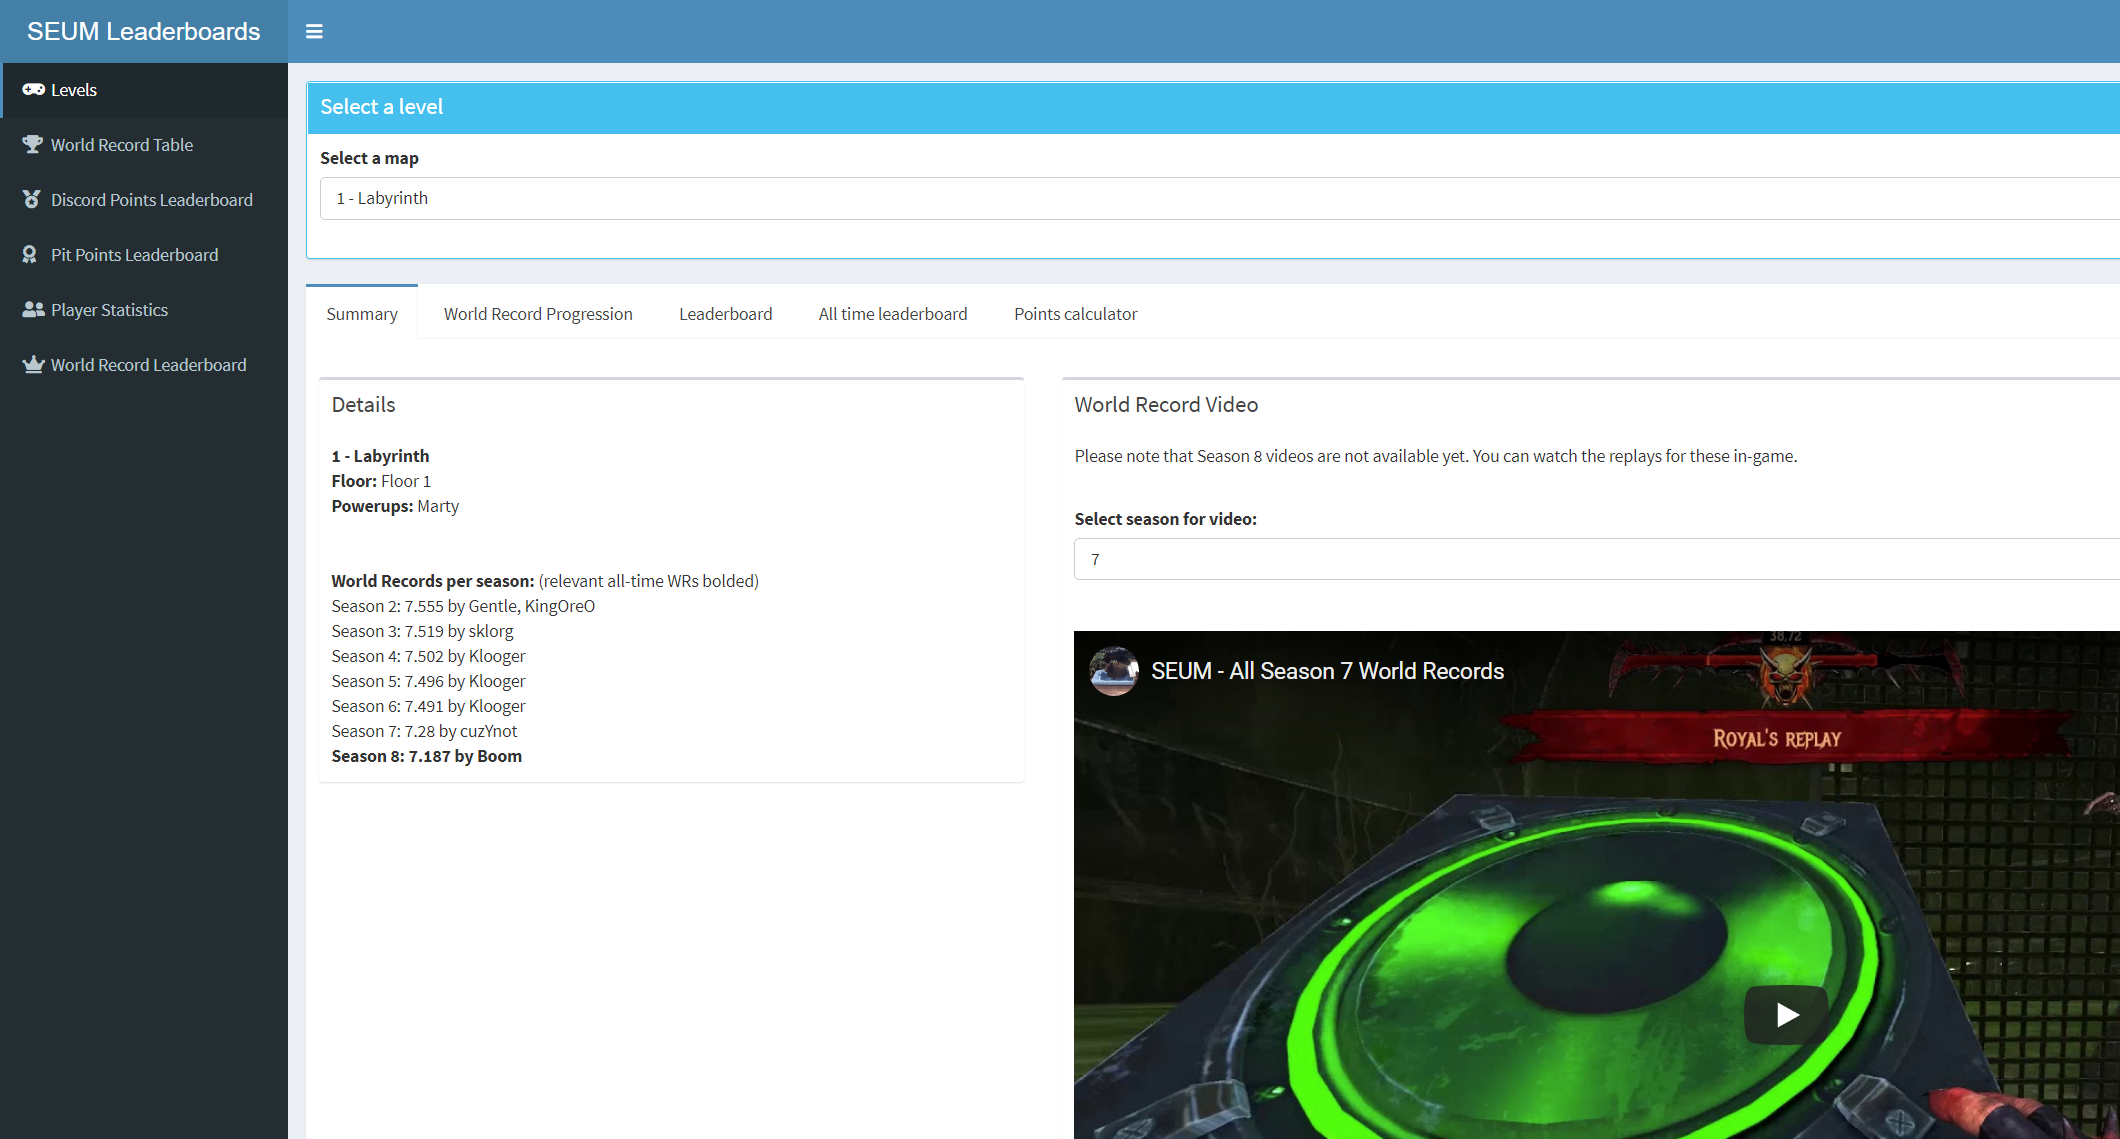 SEUM Leaderboards
Levels
World Record Table
Discord Points Leaderboard
Pit Points Leaderboard
Player Statistics
World Record Leaderboard
Select a level
Select a map
1 - Labyrinth
Summary
World Record Progression
Leaderboard
All time leaderboard
Points calculator
Details
1 - Labyrinth
Floor: Floor 1
Powerups: Marty
World Records per season: (relevant all-time WRs bolded)
Season 2: 7.555 by Gentle, KingOreO
Season 3: 7.519 by sklorg
Season 4: 7.502 by Klooger
Season 5: 7.496 by Klooger
Season 6: 7.491 by Klooger
Season 7: 7.28 by cuzYnot
Season 8: 7.187 by Boom
World Record Video
Please note that Season 8 videos are not available yet. You can watch the replays for these in-game.
Select season for video:
7
38,72
SEUM - All Season 7 World Records
Royal's replay